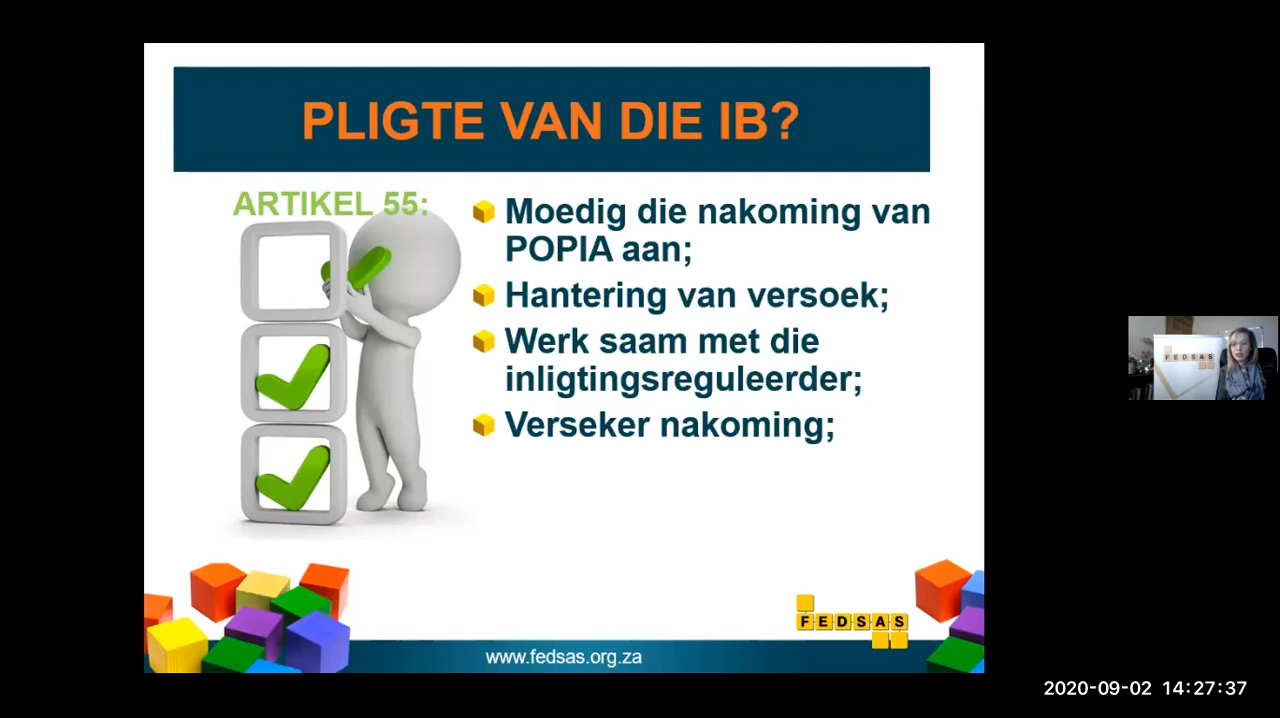 PLIGTE VAN DIE IB?
ARTIKEL 55:
Moedig die nakoming van
POPIA aan;
Hantering van versoek;
Werk saam met die
inligtingsreguleerder;
Verseker nakoming;
FEDSAS
www.fedsas.org.za
FEDSAS
2020-09-02 14:27:37